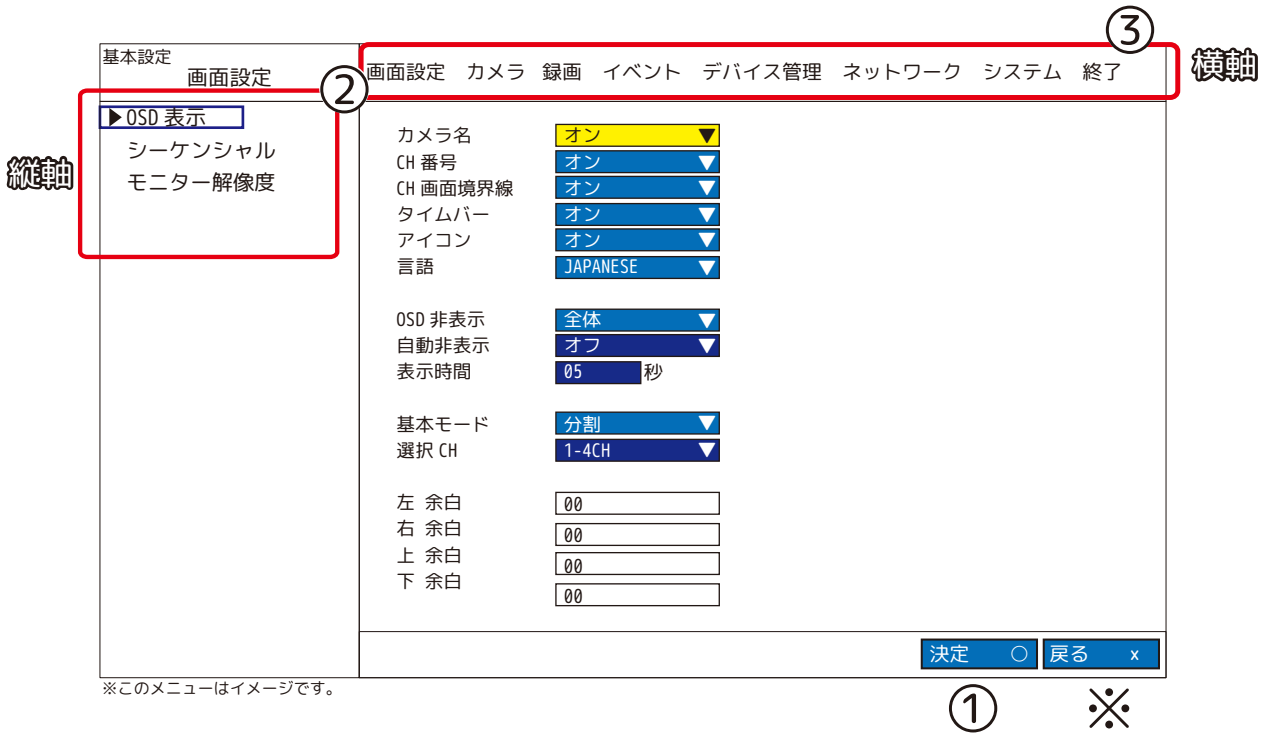 ③
基本設定
画面設定
②
画面設定 カメラ 録画 イベント デバイス管理 ネットワーク システム 終了
横軸
縦軸
▶OSD 表示
シーケンシャル
モニター解像度
カメラ名 オン ▼
CH 番号 オン ▼
CH 画面境界線 オン ▼
タイムバー オン ▼
アイコン オン ▼
言語 JAPANESE ▼
OSD 非表示 全体 ▼
自動非表示 オフ ▼
表示時間 05 秒
基本モード 分割 ▼
選択 CH 1-4CH ▼
左 余白 00
右 余白 00
上 余白 00
下 余白 00
決定 ○ 戻る x
※このメニューはイメージです。
① ※